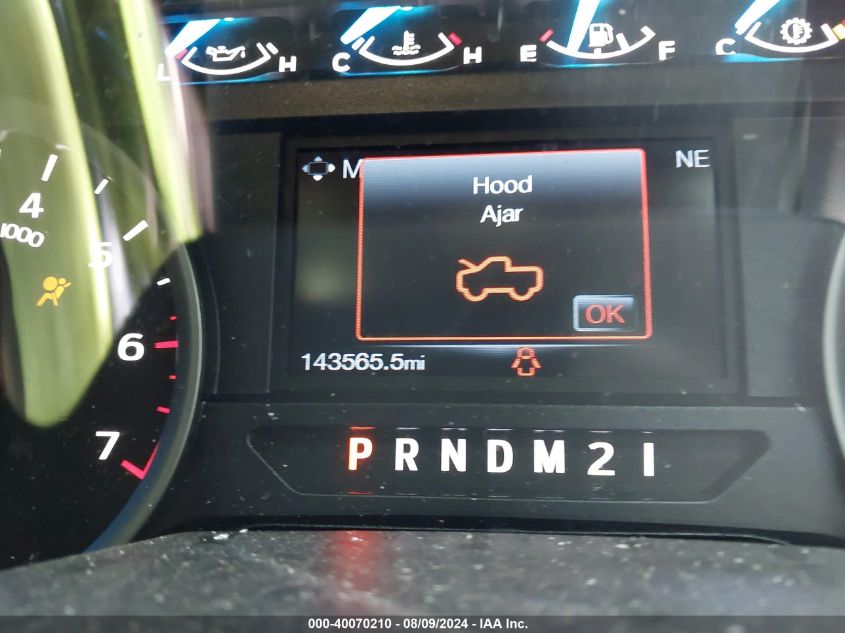 L H C H E F C
M NE
Hood
Ajar
OK
143565.5mi
4
1000
5
6
7
P R N D M 2 1
000-40070210 - 08/09/2024 - IAA Inc.